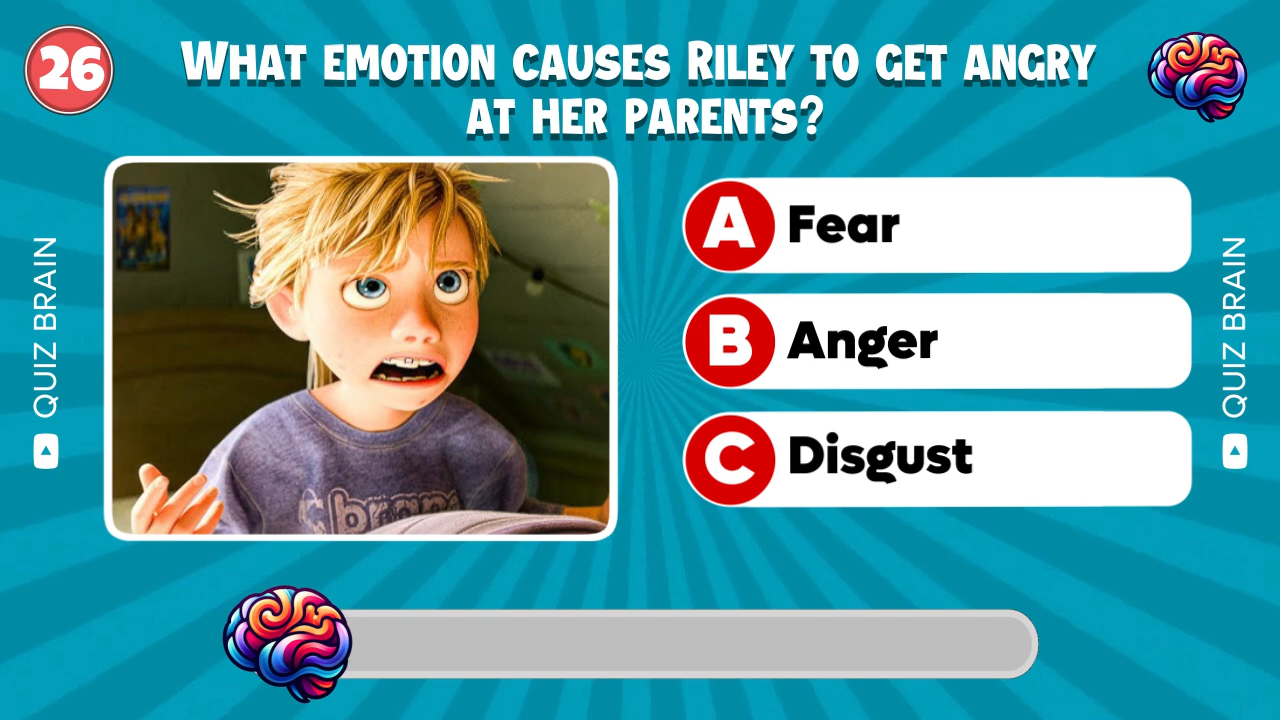 26
What emotion causes Riley to get angry
at her parents?
A Fear
B Anger
C Disgust
QUIZ BRAIN
QUIZ BRAIN